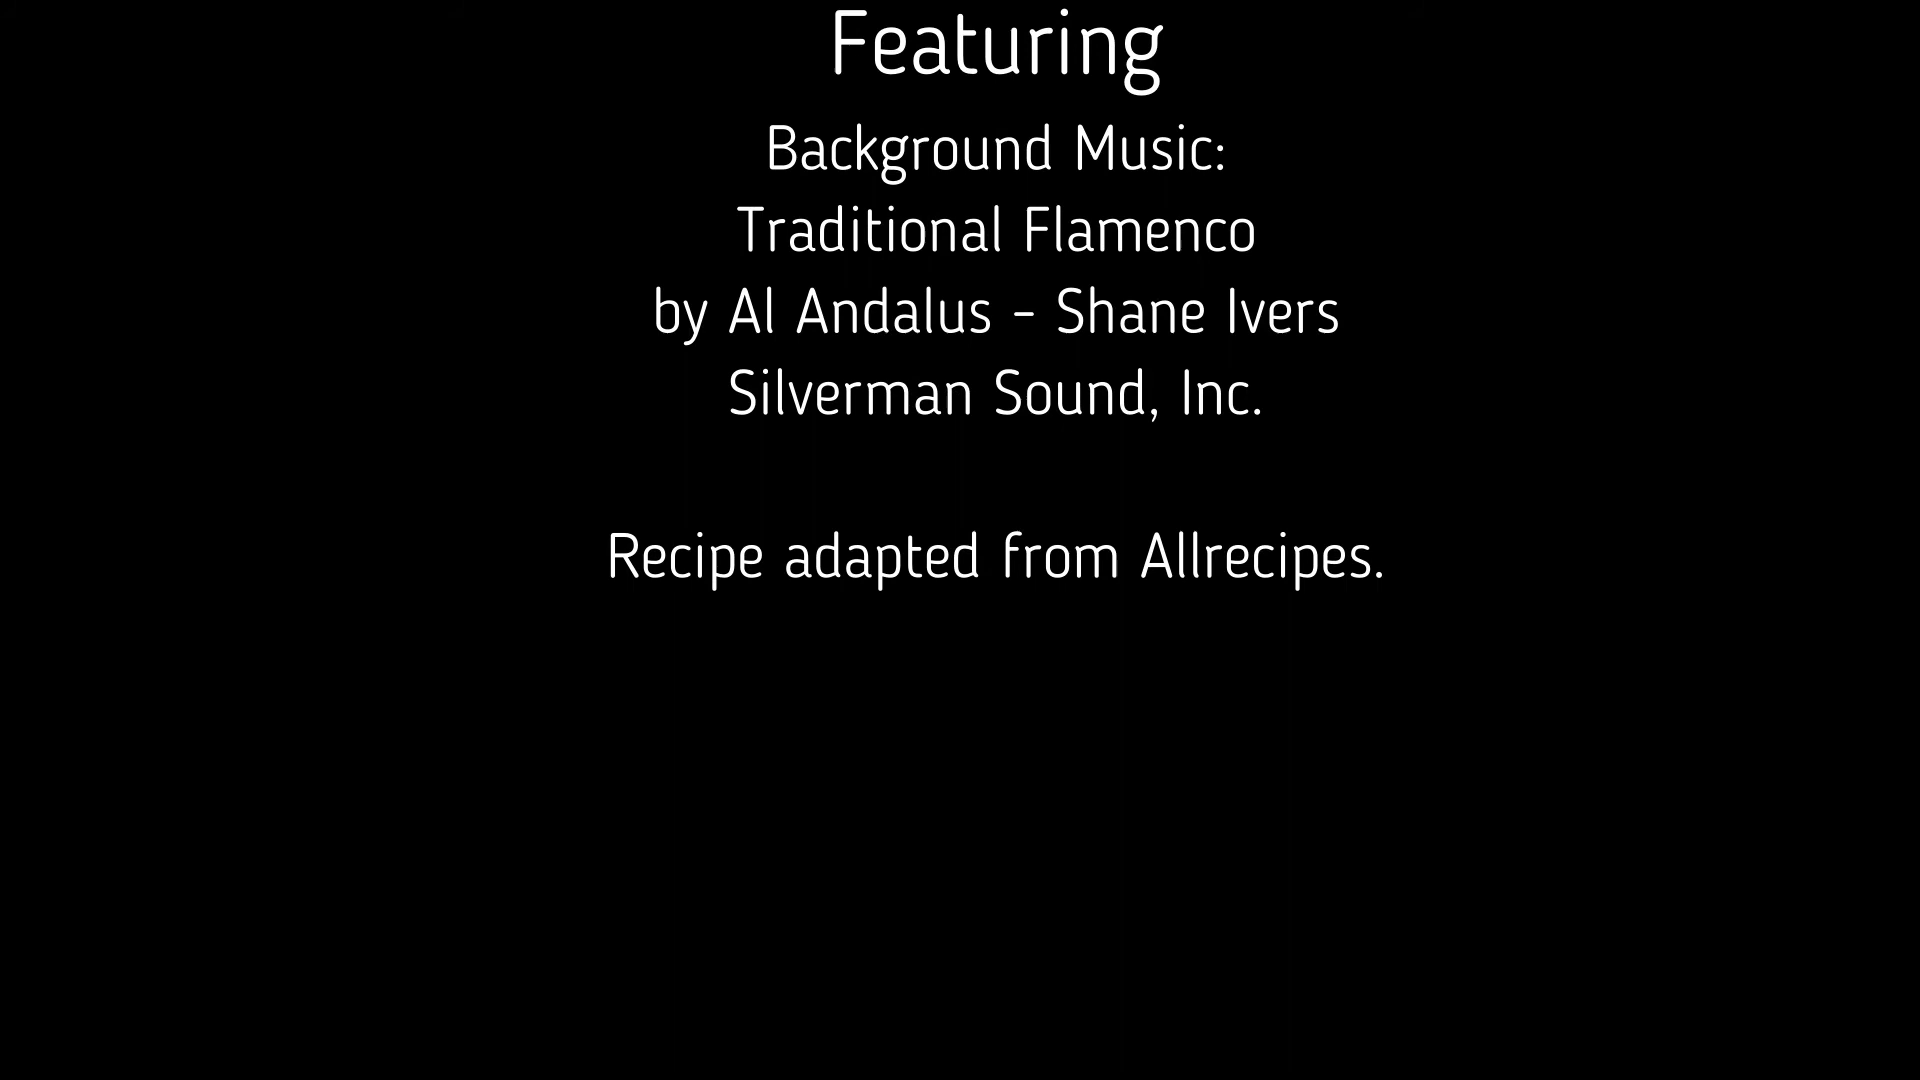 Featuring
Background Music:
Traditional Flamenco
by Al Andalus - Shane Ivers
Silverman Sound, Inc.
Recipe adapted from Allrecipes.